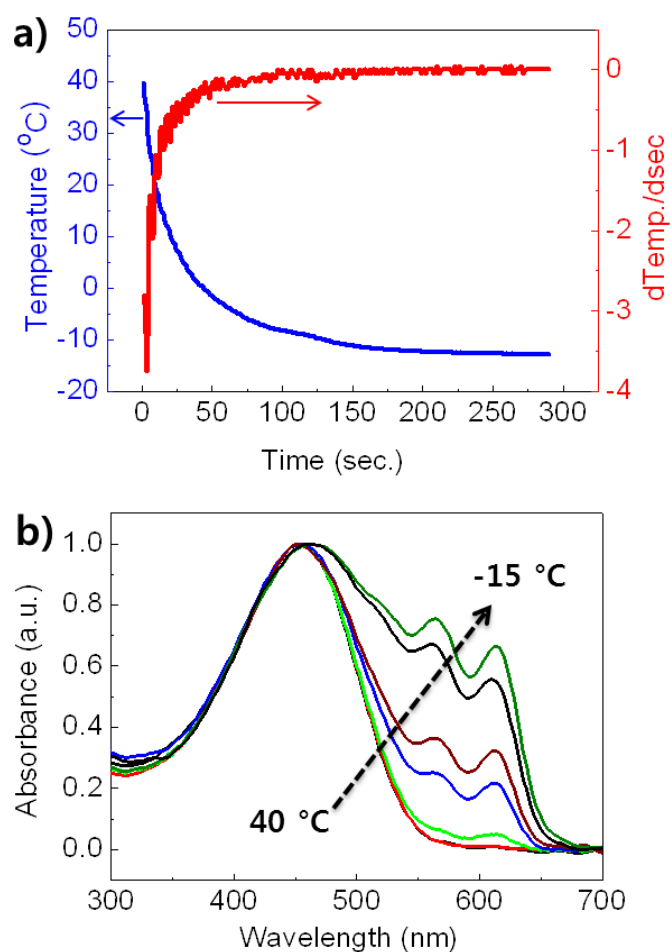 a)
50
40
30
20
10
0
-10
-20
Temperature (°C)
0
-1
-2
-3
-4
dTemp./dsec
0 50 100 150 200 250 300
Time (sec.)
b)
1.0
0.8
0.6
0.4
0.2
0.0
Absorbance (a.u.)
-15 °C
40 °C
300 400 500 600 700
Wavelength (nm)